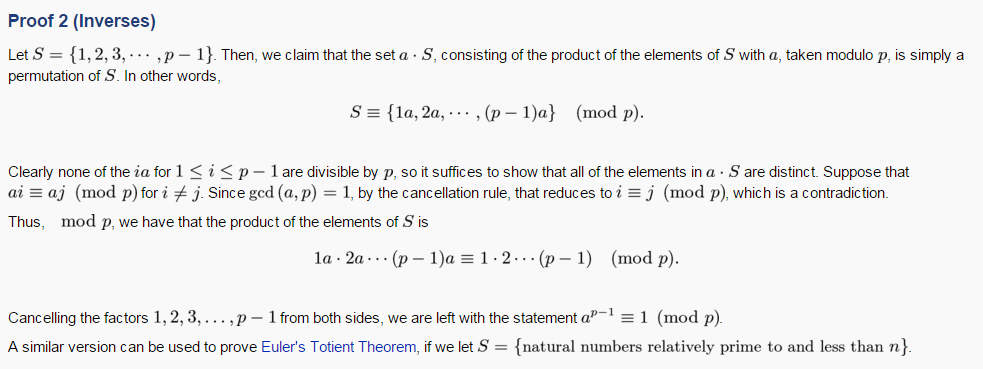 Proof 2 (Inverses)
Let S = {1, 2, 3, ⋯ , p − 1}. Then, we claim that the set a · S, consisting of the product of the elements of S with a, taken modulo p, is simply a
permutation of S. In other words,
S ≡ {1a, 2a, ⋯ , (p − 1)a} (mod p).
Clearly none of the ia for 1 ≤ i ≤ p − 1 are divisible by p, so it suffices to show that all of the elements in a · S are distinct. Suppose that
ai ≡ aj (mod p) for i ≠ j. Since gcd (a, p) = 1, by the cancellation rule, that reduces to i ≡ j (mod p), which is a contradiction.
Thus, mod p, we have that the product of the elements of S is
1a · 2a ⋯ (p − 1)a ≡ 1 · 2 ⋯ (p − 1) (mod p).
Cancelling the factors 1, 2, 3, . . . , p − 1 from both sides, we are left with the statement aᵖ⁻¹ ≡ 1 (mod p).
A similar version can be used to prove Euler's Totient Theorem, if we let S = {natural numbers relatively prime to and less than n}.